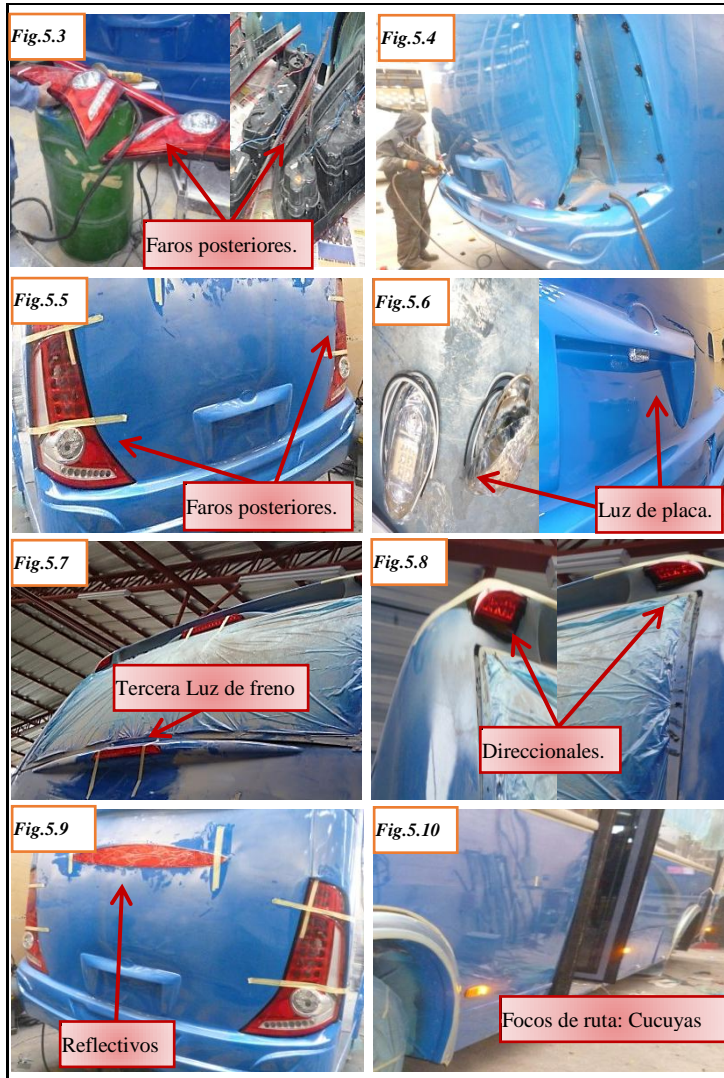 Fig.5.3
Faros posteriores.
Fig.5.4
Fig.5.5
Faros posteriores.
Fig.5.6
Luz de placa.
Fig.5.7
Tercera Luz de freno
Fig.5.8
Direccionales.
Fig.5.9
Reflectivos
Fig.5.10
Focos de ruta: Cucuyas